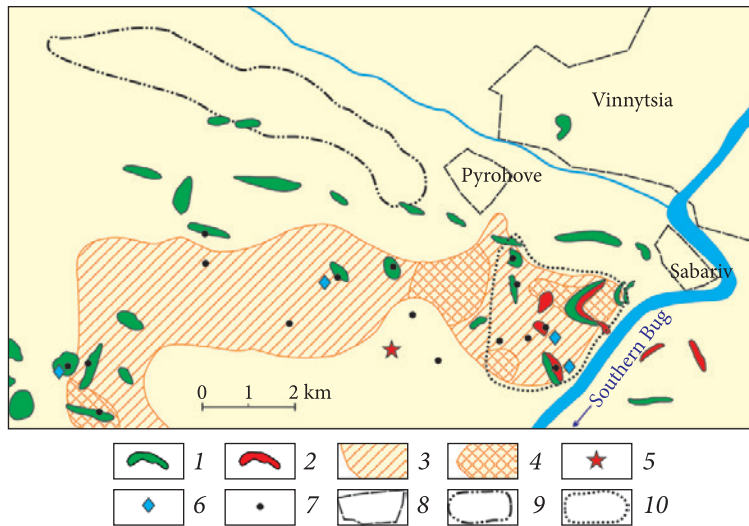 Vinnytsia
Pyrohove
Sabariv
Southern Bug
0 1 2 km
1 2 3 4 5
6 7 8 9 10